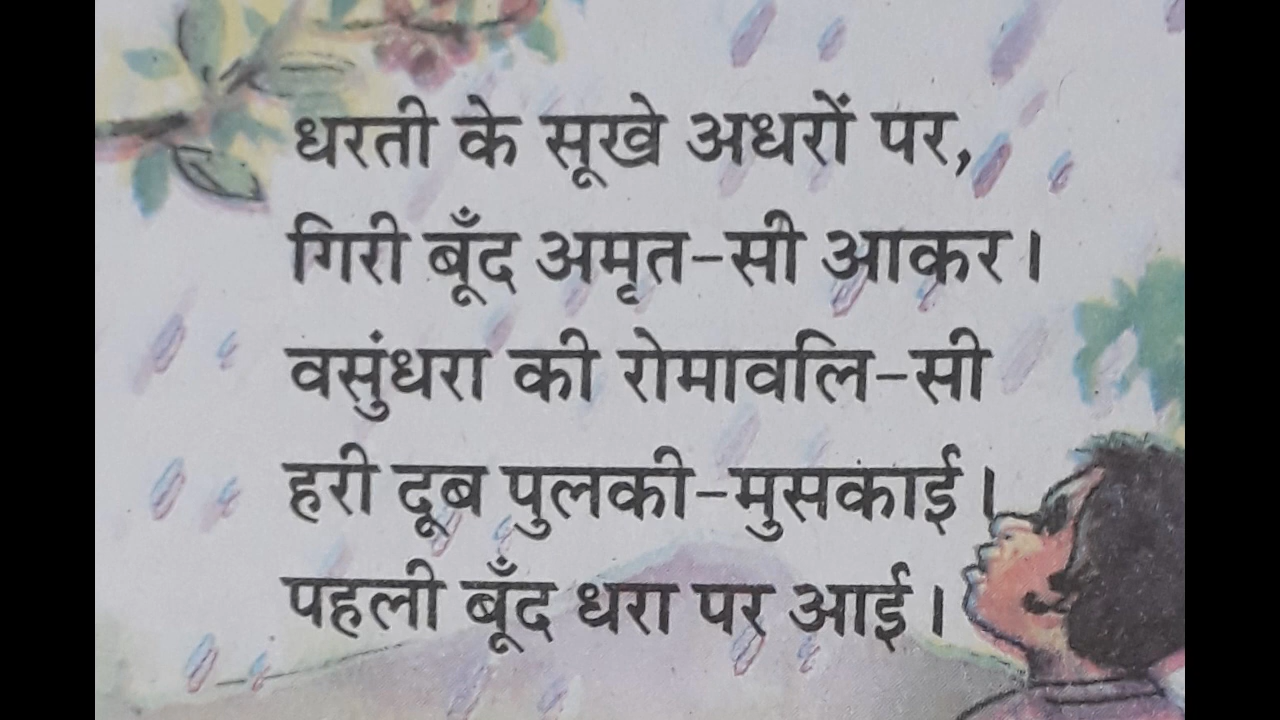 धरती के सूखे अधरों पर,
गिरी बूँद अमृत-सी आकर।
वसुंधरा की रोमावलि-सी
हरी दूब पुलकी-मुसकाई।
पहली बूँद धरा पर आई।